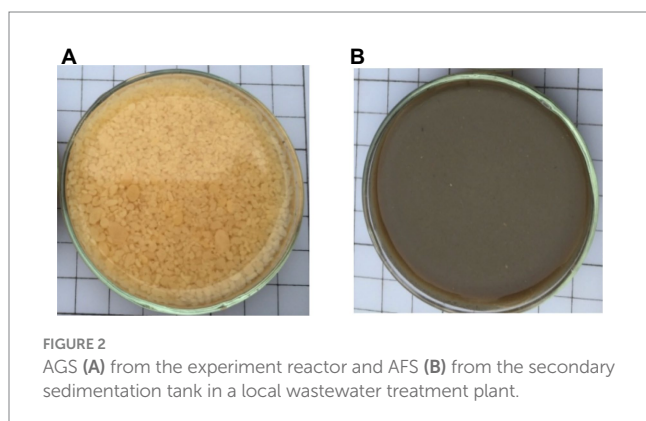 A
B
FIGURE 2
AGS (A) from the experiment reactor and AFS (B) from the secondary
sedimentation tank in a local wastewater treatment plant.